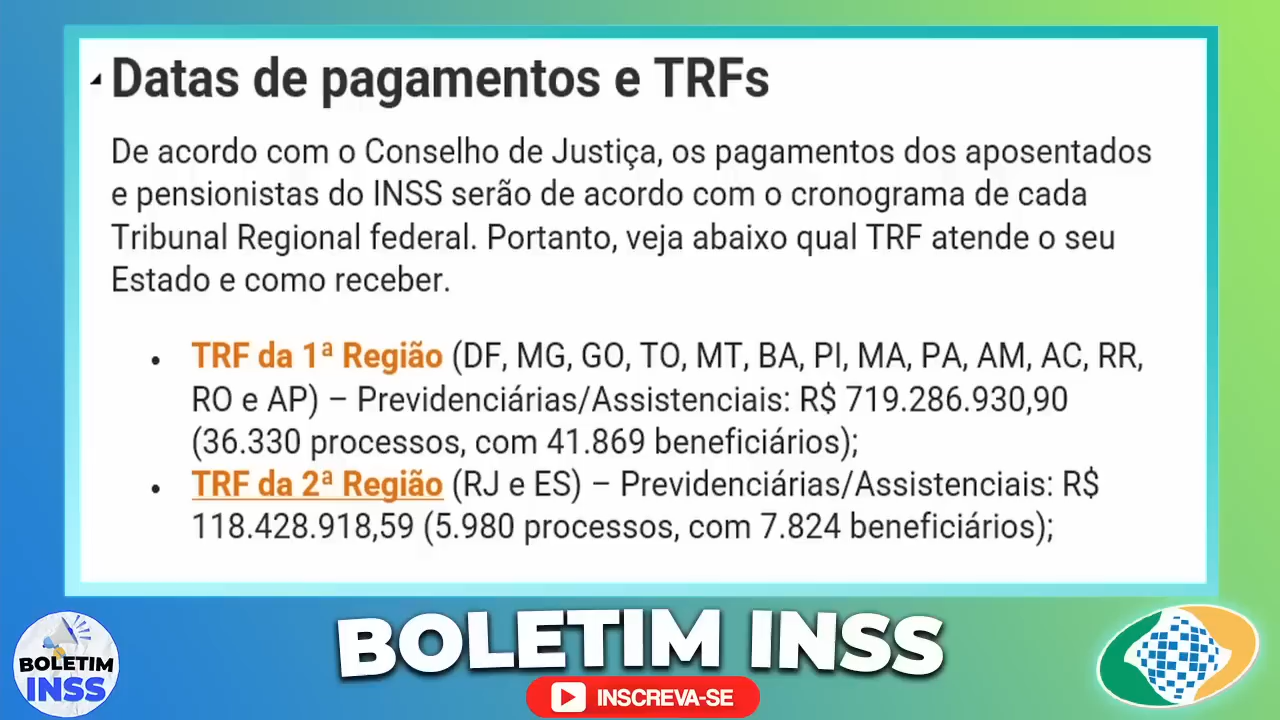 Datas de pagamentos e TRFs
De acordo com o Conselho de Justiça, os pagamentos dos aposentados
e pensionistas do INSS serão de acordo com o cronograma de cada
Tribunal Regional federal. Portanto, veja abaixo qual TRF atende o seu
Estado e como receber.
• TRF da 1ª Região (DF, MG, GO, TO, MT, BA, PI, MA, PA, AM, AC, RR,
RO e AP) – Previdenciárias/Assistenciais: R$ 719.286.930,90
(36.330 processos, com 41.869 beneficiários);
• TRF da 2ª Região (RJ e ES) – Previdenciárias/Assistenciais: R$
118.428.918,59 (5.980 processos, com 7.824 beneficiários);
BOLETIM INSS
INSCREVA-SE
BOLETIM
INSS